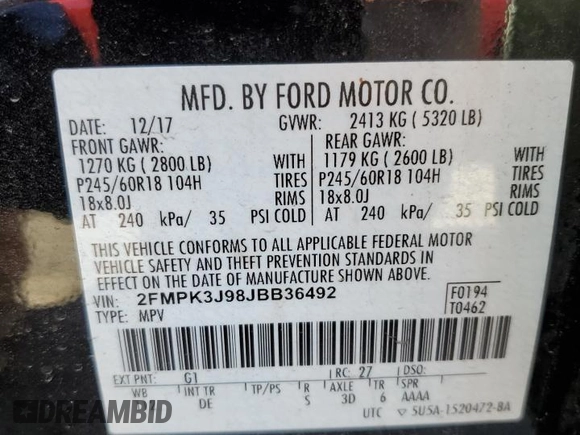 MFD. BY FORD MOTOR CO.
DATE: 12/17 GVWR: 2413 KG ( 5320 LB)
FRONT GAWR: REAR GAWR:
1270 KG ( 2800 LB) WITH 1179 KG ( 2600 LB) WITH
P245/60R18 104H TIRES P245/60R18 104H TIRES
18x8.0J RIMS 18x8.0J RIMS
AT 240 kPa/ 35 PSI COLD AT 240 kPa/ 35 PSI COLD
THIS VEHICLE CONFORMS TO ALL APPLICABLE FEDERAL MOTOR
VEHICLE SAFETY AND THEFT PREVENTION STANDARDS IN
EFFECT ON THE DATE OF MANUFACTURE SHOWN ABOVE.
VIN: 2FMPK3J98JBB36492 F0194
TYPE: MPV T0462
EXT PNT: G1 RC: 27 DSO:
WB INT TR TP/PS R AXLE TR SPR
DE S 3D 6 AAAA
UTC SU5A-1520472-BA
DREAMBID